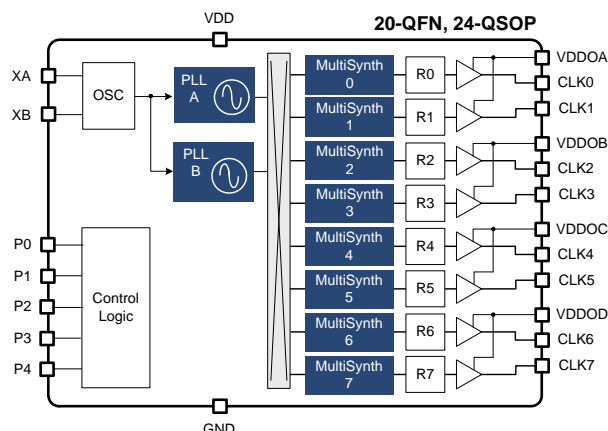 VDD
20-QFN, 24-QSOP
XA
XB
OSC
PLL
A
PLL
B
MultiSynth
0
R0
MultiSynth
1
R1
MultiSynth
2
R2
MultiSynth
3
R3
MultiSynth
4
R4
MultiSynth
5
R5
MultiSynth
6
R6
MultiSynth
7
R7
VDDOA
CLK0
CLK1
VDDOB
CLK2
CLK3
VDDOC
CLK4
CLK5
VDDOD
CLK6
CLK7
P0
P1
P2
P3
P4
Control
Logic
GND